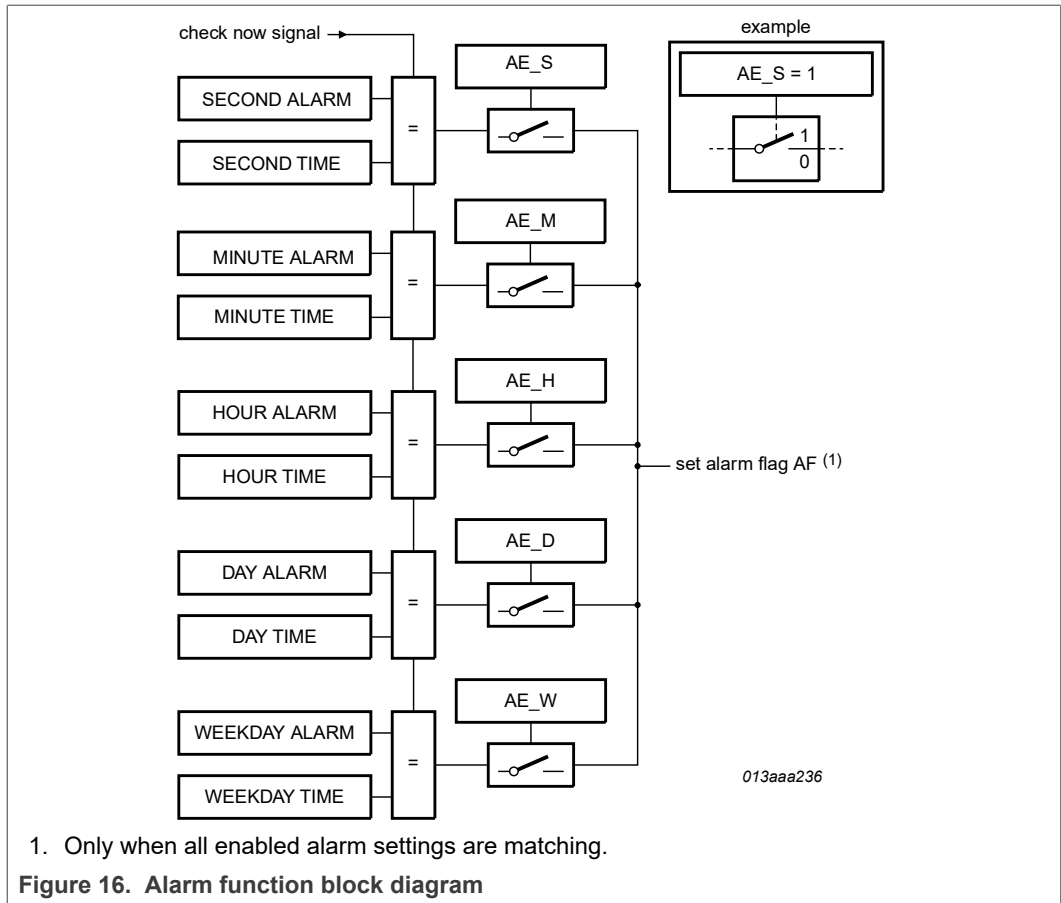 check now signal
example
SECOND ALARM
SECOND TIME
=
AE_S
AE_S = 1
1
0
MINUTE ALARM
MINUTE TIME
=
AE_M
HOUR ALARM
HOUR TIME
=
AE_H
set alarm flag AF (1)
DAY ALARM
DAY TIME
=
AE_D
WEEKDAY ALARM
WEEKDAY TIME
=
AE_W
013aaa236
1. Only when all enabled alarm settings are matching.
Figure 16. Alarm function block diagram